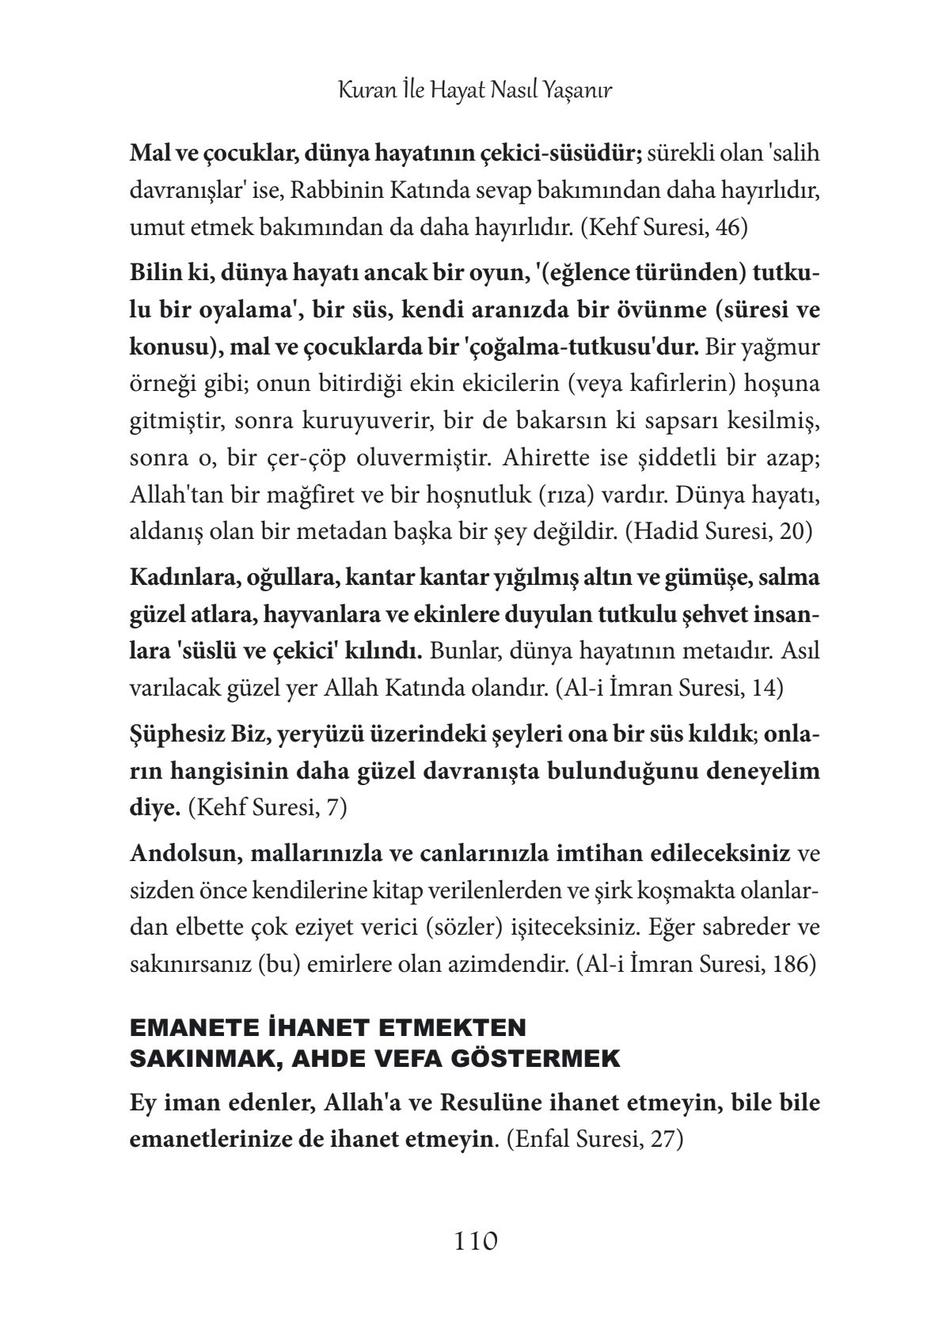 Kuran İle Hayat Nasıl Yaşanır
Mal ve çocuklar, dünya hayatının çekici-süsüdür; sürekli olan 'salih
davranışlar' ise, Rabbinin Katında sevap bakımından daha hayırlıdır,
umut etmek bakımından da daha hayırlıdır. (Kehf Suresi, 46)
Bilin ki, dünya hayatı ancak bir oyun, '(eğlence türünden) tutku-
lu bir oyalama', bir süs, kendi aranızda bir övünme (süresi ve
konusu), mal ve çocuklarda bir 'çoğalma-tutkusu'dur. Bir yağmur
örneği gibi; onun bitirdiği ekin ekicilerin (veya kafirlerin) hoşuna
gitmiştir, sonra kuruyuverir, bir de bakarsın ki sapsarı kesilmiş,
sonra o, bir çer-çöp oluvermiştir. Ahirette ise şiddetli bir azap;
Allah'tan bir mağfiret ve bir hoşnutluk (rıza) vardır. Dünya hayatı,
aldanış olan bir metadan başka bir şey değildir. (Hadid Suresi, 20)
Kadınlara, oğullara, kantar kantar yığılmış altın ve gümüşe, salma
güzel atlara, hayvanlara ve ekinlere duyulan tutkulu şehvet insan-
lara 'süslü ve çekici' kılındı. Bunlar, dünya hayatının metaıdır. Asıl
varılacak güzel yer Allah Katında olandır. (Al-i İmran Suresi, 14)
Şüphesiz Biz, yeryüzü üzerindeki şeyleri ona bir süs kıldık; onla-
rın hangisinin daha güzel davranışta bulunduğunu deneyelim
diye. (Kehf Suresi, 7)
Andolsun, mallarınızla ve canlarınızla imtihan edileceksiniz ve
sizden önce kendilerine kitap verilenlerden ve şirk koşmakta olanlar-
dan elbette çok eziyet verici (sözler) işiteceksiniz. Eğer sabreder ve
sakınırsanız (bu) emirlere olan azimdendir. (Al-i İmran Suresi, 186)
EMANETE İHANET ETMEKTEN
SAKINMAK, AHDE VEFA GÖSTERMEK
Ey iman edenler, Allah'a ve Resulüne ihanet etmeyin, bile bile
emanetlerinize de ihanet etmeyin. (Enfal Suresi, 27)
110